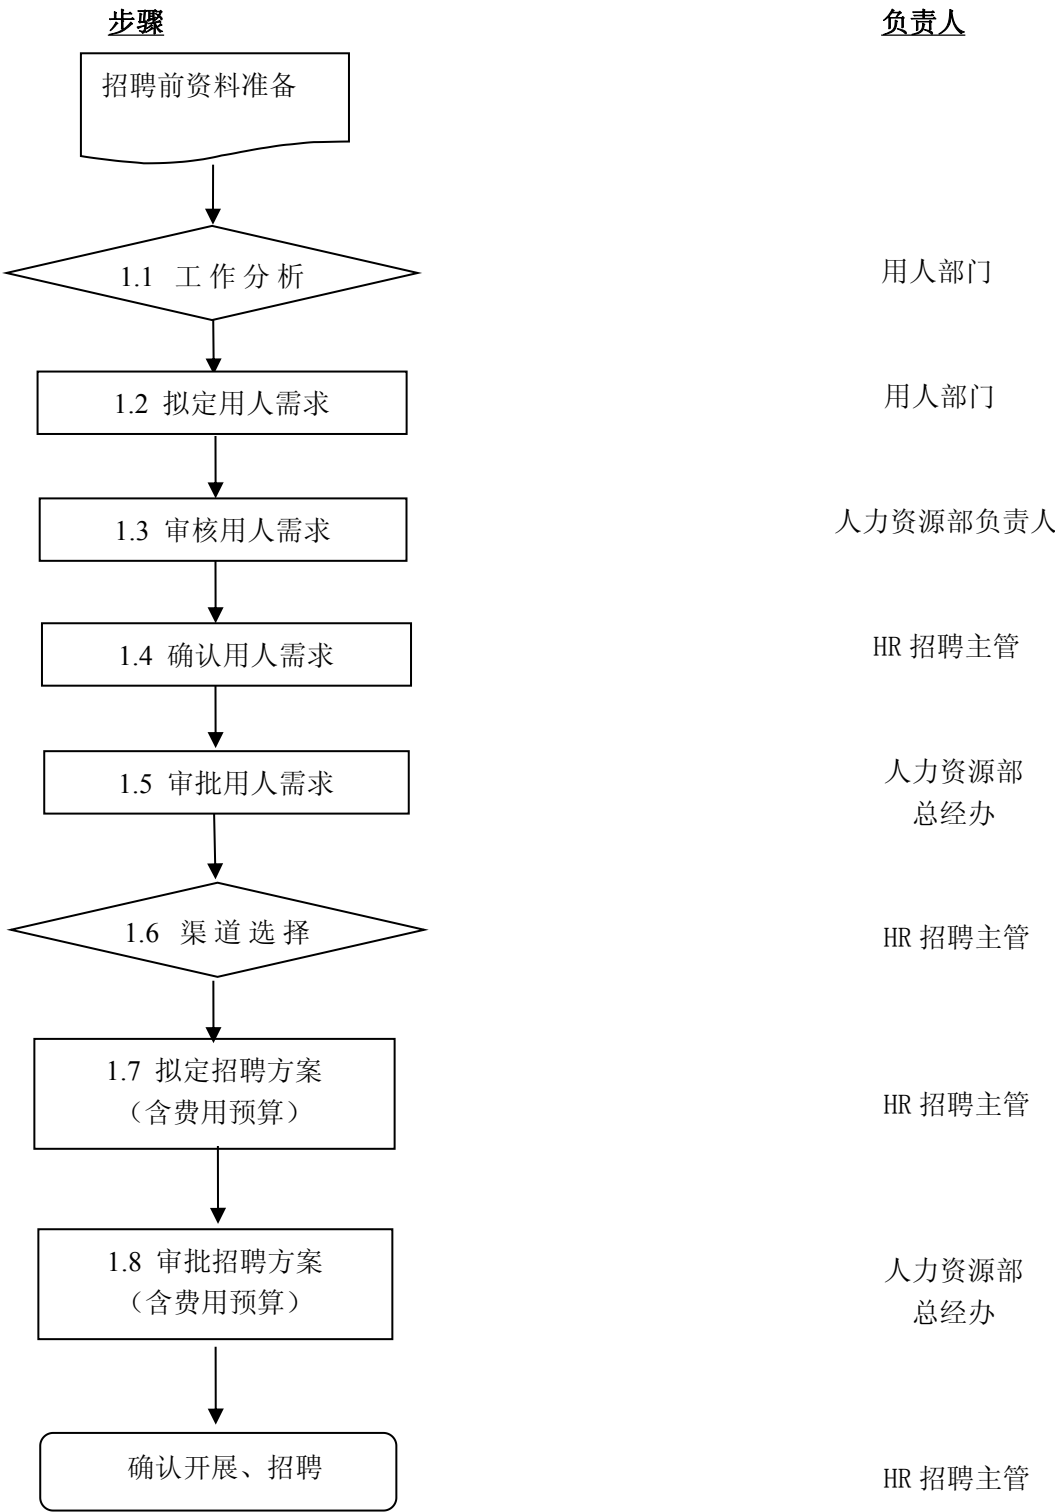 步骤 负责人
招聘前资料准备
1.1 工作分析 用人部门
1.2 拟定用人需求 用人部门
1.3 审核用人需求 人力资源部负责人
1.4 确认用人需求 HR 招聘主管
1.5 审批用人需求 人力资源部
总经办
1.6 渠道选择 HR 招聘主管
1.7 拟定招聘方案
（含费用预算） HR 招聘主管
1.8 审批招聘方案 人力资源部
（含费用预算） 总经办
确认开展、招聘 HR 招聘主管